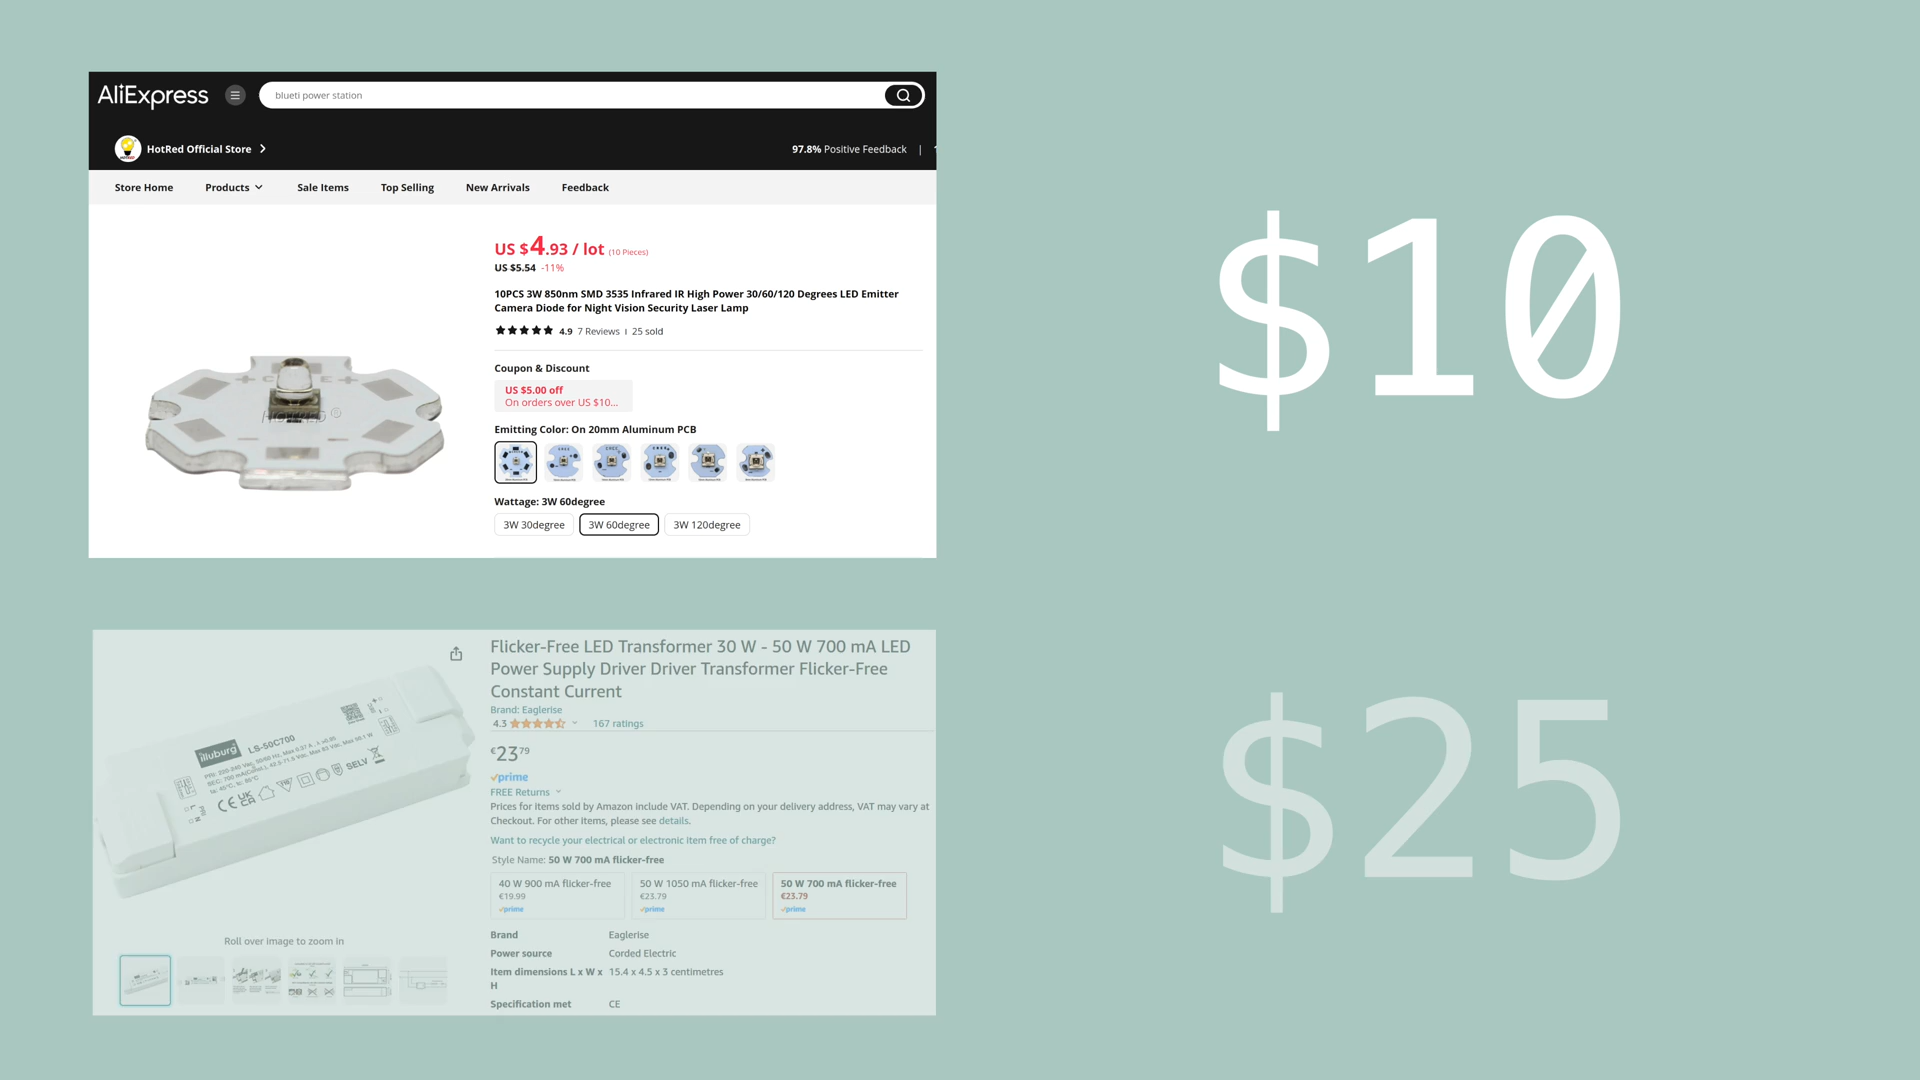 AliExpress
blueti power station
HotRed Official Store
97.8% Positive Feedback |
Store Home Products Sale Items Top Selling New Arrivals Feedback
US $4.93 / lot (10 Pieces)
US $5.54 -11%
10PCS 3W 850nm SMD 3535 Infrared IR High Power 30/60/120 Degrees LED Emitter
Camera Diode for Night Vision Security Laser Lamp
4.9 7 Reviews | 25 sold
Coupon & Discount
US $5.00 off
On orders over US $10...
Emitting Color: On 20mm Aluminum PCB
Wattage: 3W 60degree
3W 30degree 3W 60degree 3W 120degree
HOTRED ®
$10
Flicker-Free LED Transformer 30 W - 50 W 700 mA LED
Power Supply Driver Driver Transformer Flicker-Free
Constant Current
Brand: Eaglerise
4.3 167 ratings
€2379
prime
FREE Returns
Prices for items sold by Amazon include VAT. Depending on your delivery address, VAT may vary at
Checkout. For other items, please see details.
Want to recycle your electrical or electronic item free of charge?
Style Name: 50 W 700 mA flicker-free
40 W 900 mA flicker-free 50 W 1050 mA flicker-free 50 W 700 mA flicker-free
€19.99 €23.79 €23.79
prime prime prime
Brand Eaglerise
Power source Corded Electric
Item dimensions L x W x 15.4 x 4.5 x 3 centimetres
H
Specification met CE
illuburg LS-50C700
SELV
Roll over image to zoom in
$25